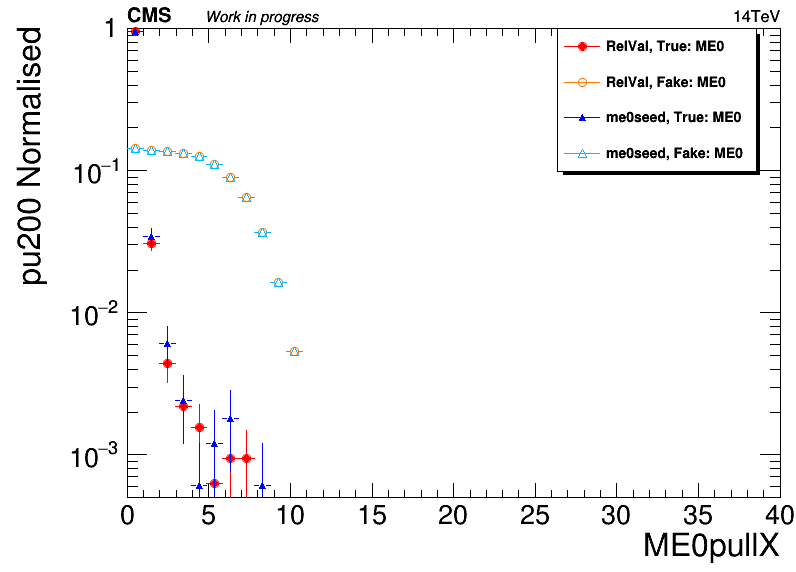 CMS Work in progress 14TeV
pu200 Normalised
1
10⁻¹
10⁻²
10⁻³
RelVal, True: ME0
RelVal, Fake: ME0
me0seed, True: ME0
me0seed, Fake: ME0
0 5 10 15 20 25 30 35 40
ME0pullX